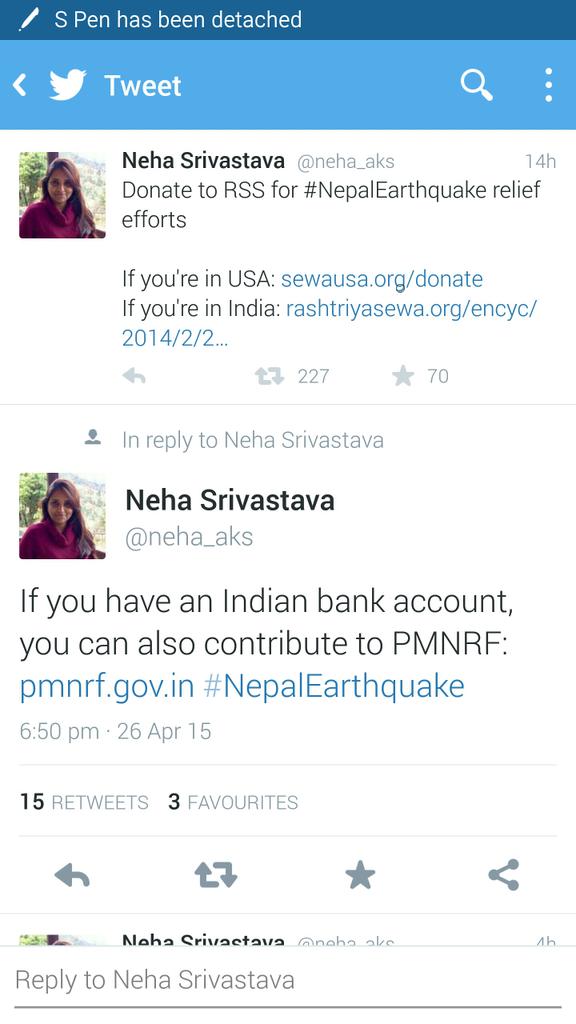 S Pen has been detached
Tweet
Neha Srivastava @neha_aks 14h
Donate to RSS for #NepalEarthquake relief
efforts
If you're in USA: sewausa.org/donate
If you're in India: rashtriyasewa.org/encyc/
2014/2/2...
227 70
In reply to Neha Srivastava
Neha Srivastava
@neha_aks
If you have an Indian bank account,
you can also contribute to PMNRF:
pmnrf.gov.in #NepalEarthquake
6:50 pm · 26 Apr 15
15 RETWEETS 3 FAVOURITES
Neha Srivastava @neha_aks 4h
Reply to Neha Srivastava